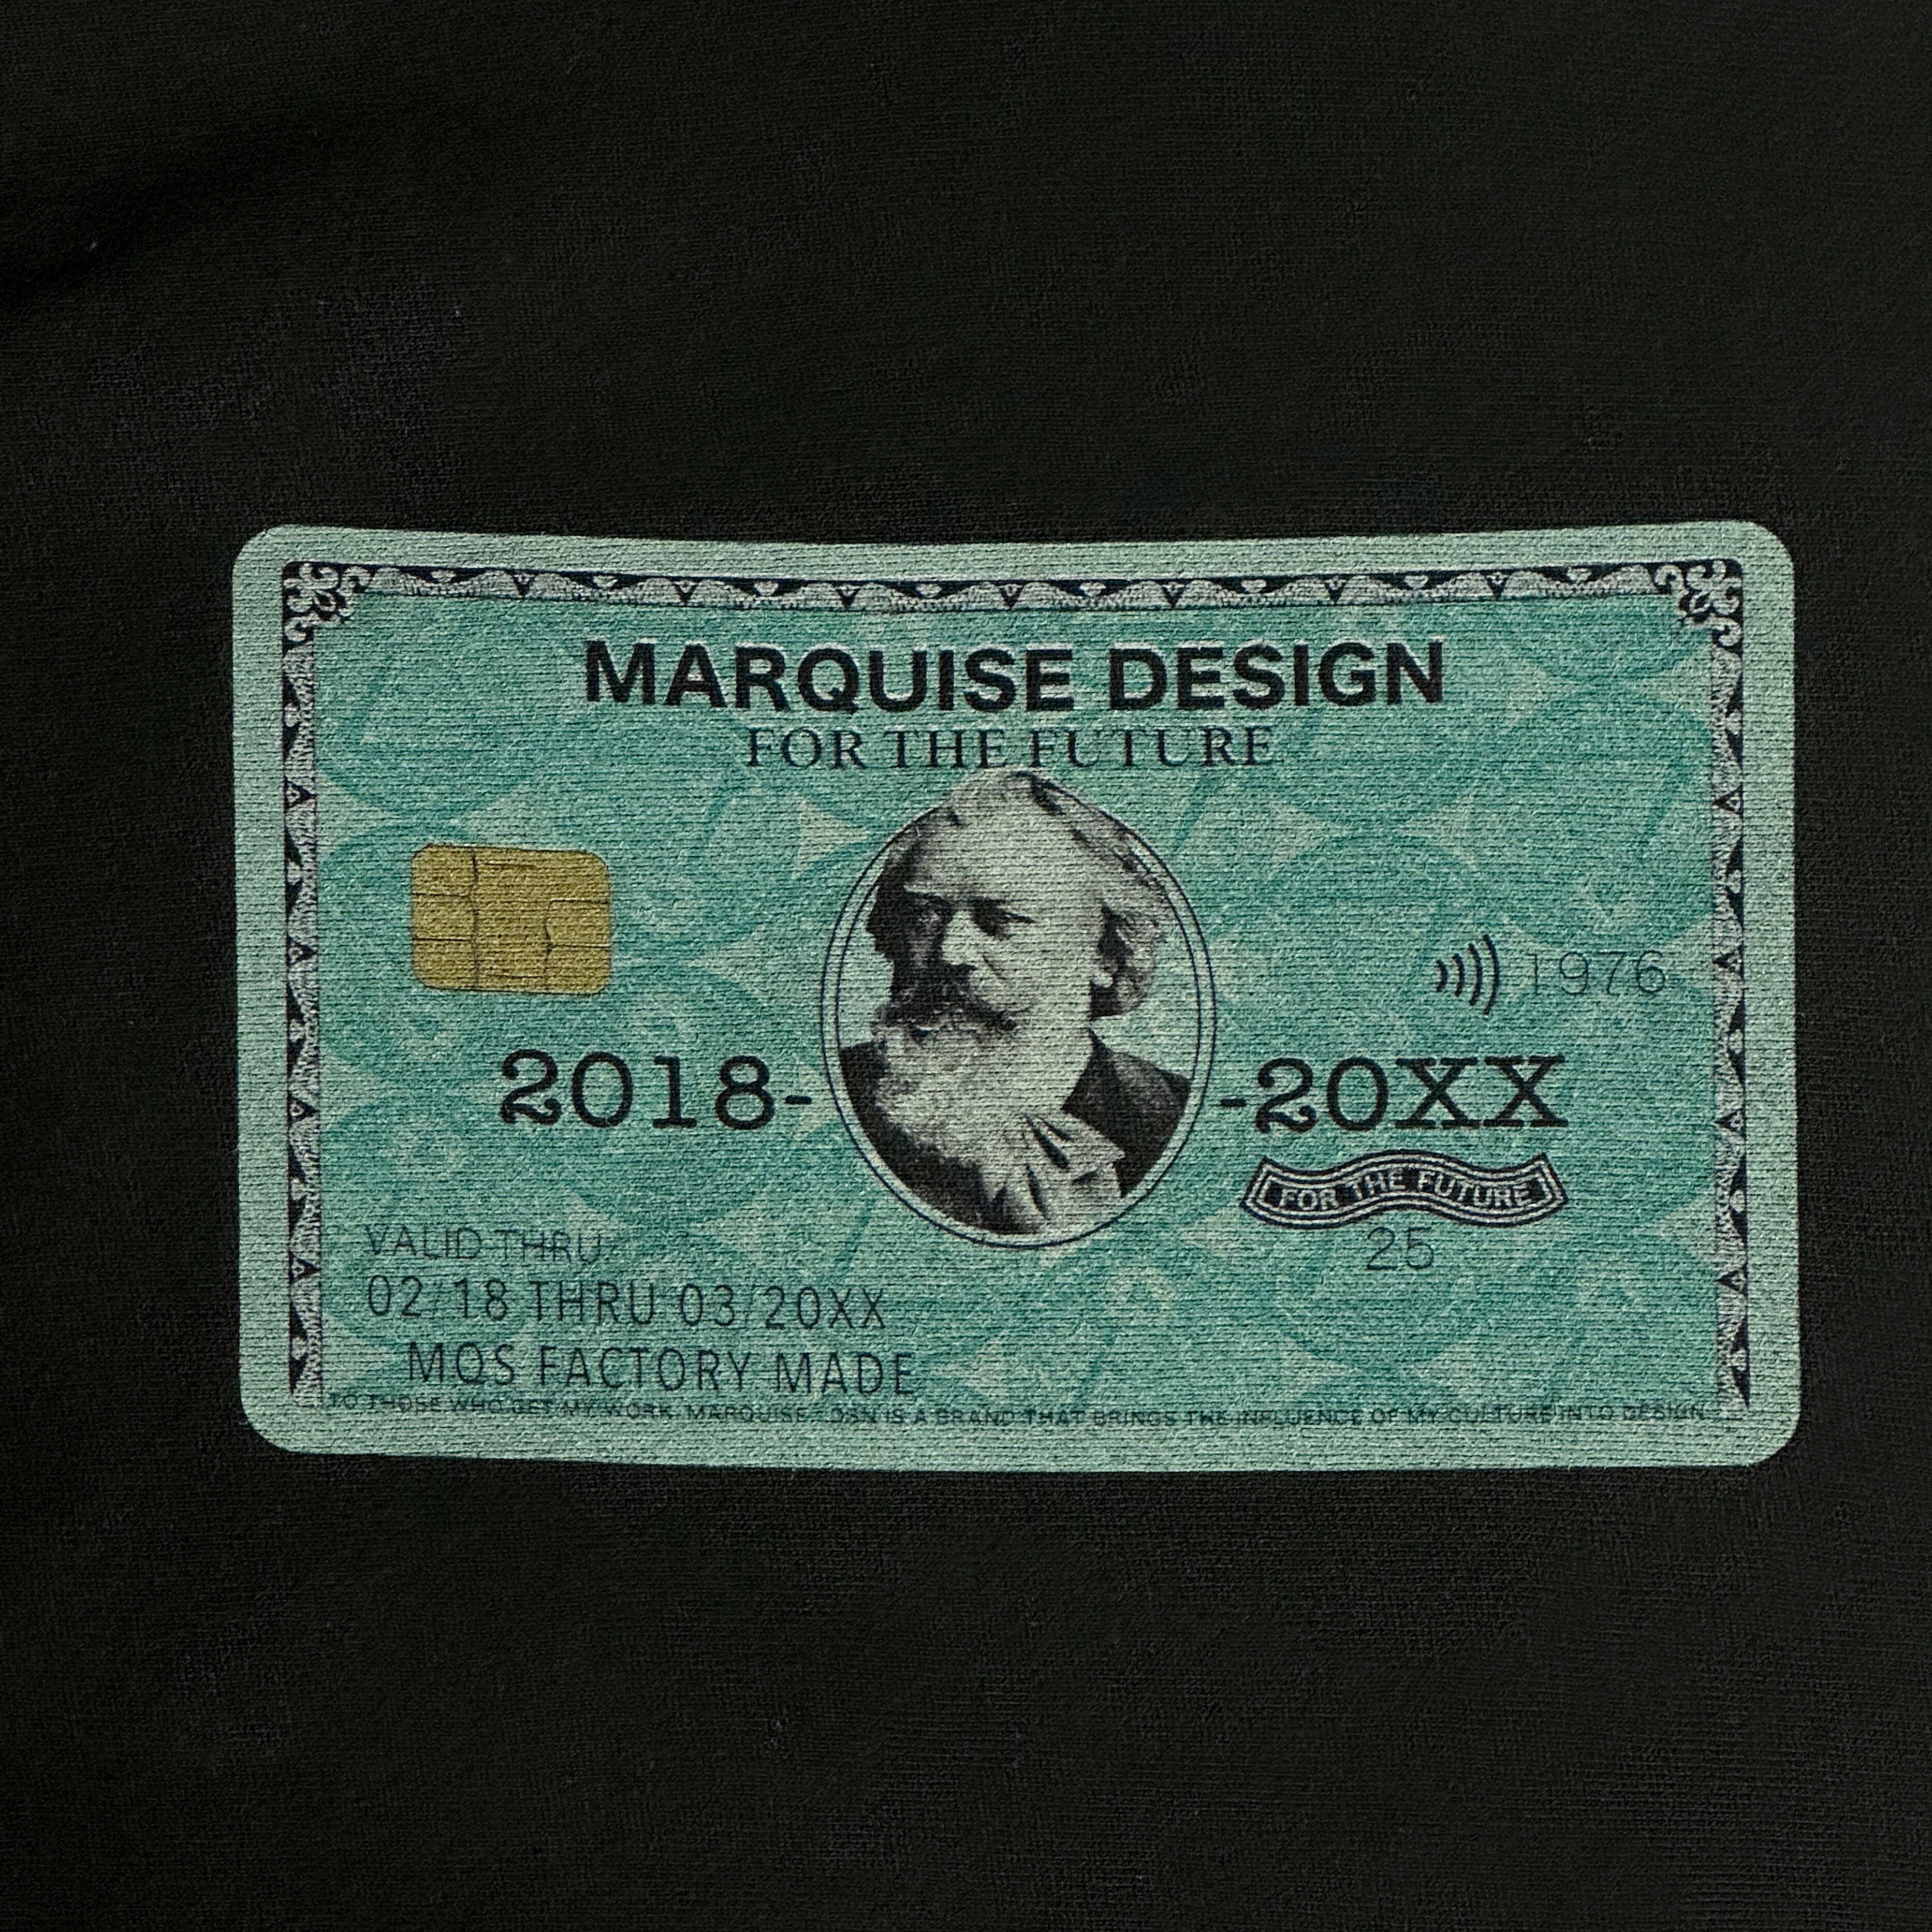 MARQUISE DESIGN
FOR THE FUTURE
1976
2018-
-20XX
FOR THE FUTURE
25
VALID THRU
02/18 THRU 03/20XX
MQS FACTORY MADE
TO THOSE WHO GET MY WORK. MARQUISE. DSN IS A BRAND THAT BRINGS THE INFLUENCE OF MY CULTURE INTO DESIGN